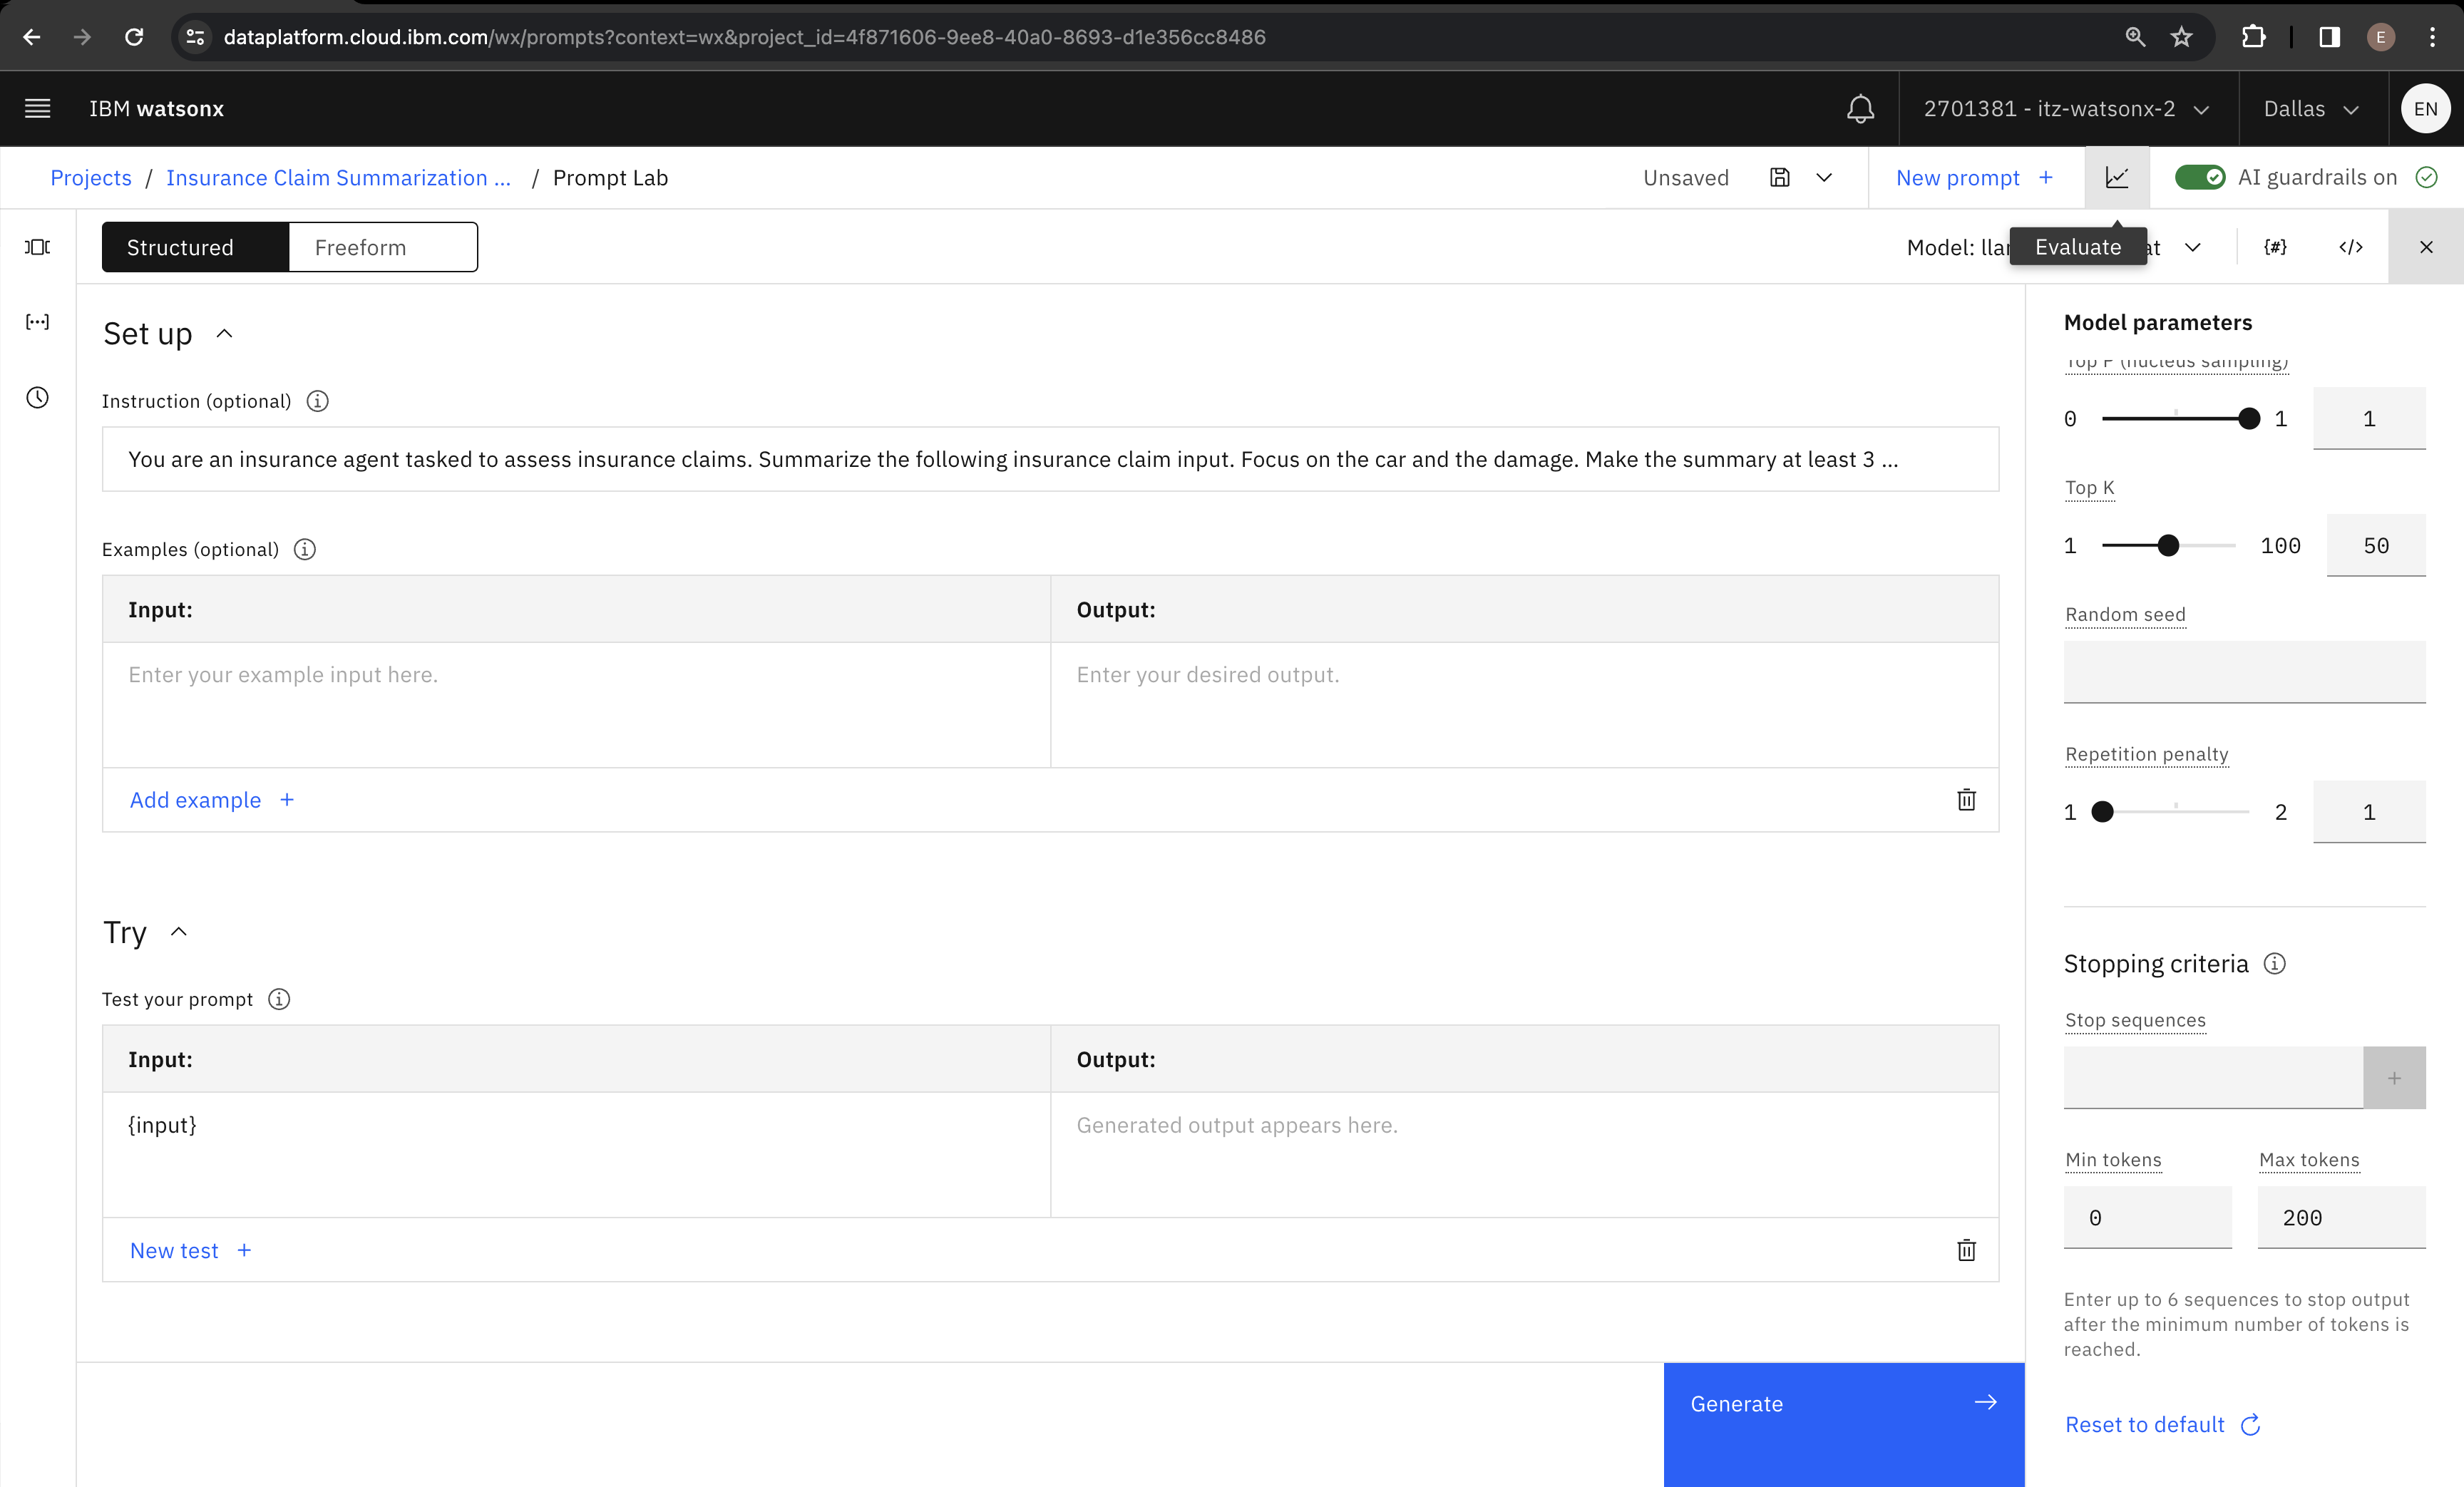 dataplatform.cloud.ibm.com/wx/prompts?context=wx&project_id=4f871606-9ee8-40a0-8693-d1e356cc8486
E
IBM watsonx
2701381 - itz-watsonx-2
Dallas
EN
Projects / Insurance Claim Summarization ... / Prompt Lab
Unsaved
New prompt +
AI guardrails on
Structured
Freeform
Model: llar
Evaluate
at
{#}
</>
Set up
Instruction (optional)
You are an insurance agent tasked to assess insurance claims. Summarize the following insurance claim input. Focus on the car and the damage. Make the summary at least 3 ...
Examples (optional)
Input:
Output:
Enter your example input here.
Enter your desired output.
Add example +
Try
Test your prompt
Input:
Output:
{input}
Generated output appears here.
New test +
Generate
Model parameters
Top P (nucleus sampling)
0
1
1
Top K
1
100
50
Random seed
Repetition penalty
1
2
1
Stopping criteria
Stop sequences
+
Min tokens
Max tokens
0
200
Enter up to 6 sequences to stop output
after the minimum number of tokens is
reached.
Reset to default